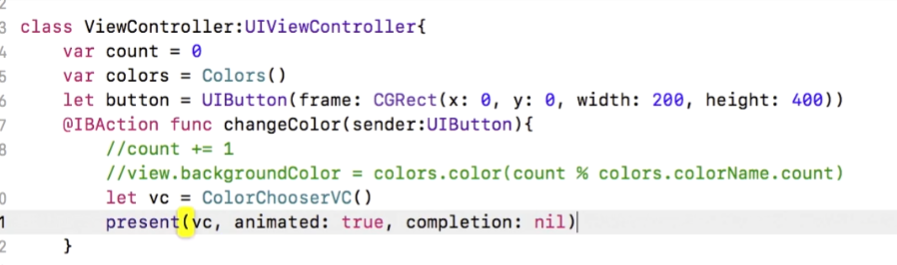 2
3 class ViewController:UIViewController{
4 var count = 0
5 var colors = Colors()
6 let button = UIButton(frame: CGRect(x: 0, y: 0, width: 200, height: 400))
7 @IBAction func changeColor(sender:UIButton){
8 //count += 1
//view.backgroundColor = colors.color(count % colors.colorName.count)
0 let vc = ColorChooserVC()
1 present(vc, animated: true, completion: nil)
2 }